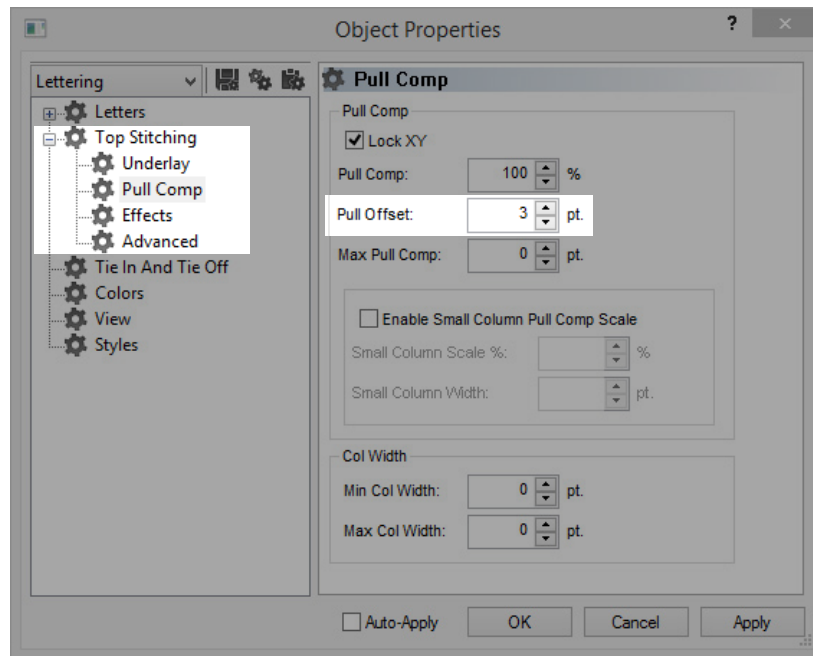 Object Properties ? ×
Lettering
Letters
Top Stitching
Underlay
Pull Comp
Effects
Advanced
Tie In And Tie Off
Colors
View
Styles
Pull Comp
Pull Comp
Lock XY
Pull Comp: 100 %
Pull Offset: 3 pt.
Max Pull Comp: 0 pt.
Enable Small Column Pull Comp Scale
Small Column Scale %: %
Small Column Width: pt.
Col Width
Min Col Width: 0 pt.
Max Col Width: 0 pt.
Auto-Apply OK Cancel Apply